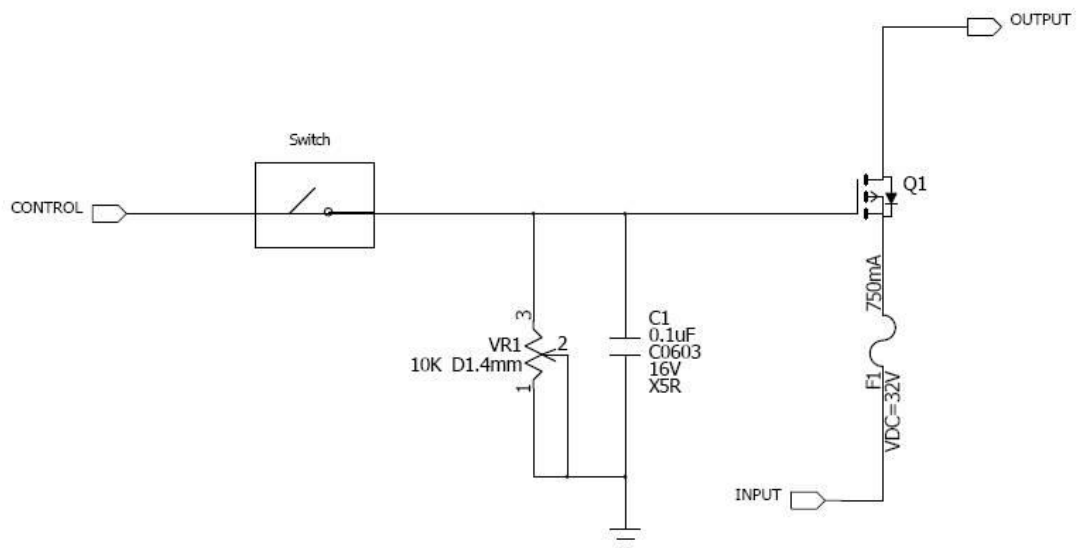 OUTPUT
Switch
Q1
CONTROL
750mA
3
VR1
2
10K D1.4mm
1
C1
0.1uF
C0603
16V
X5R
F1
VDC=32V
INPUT